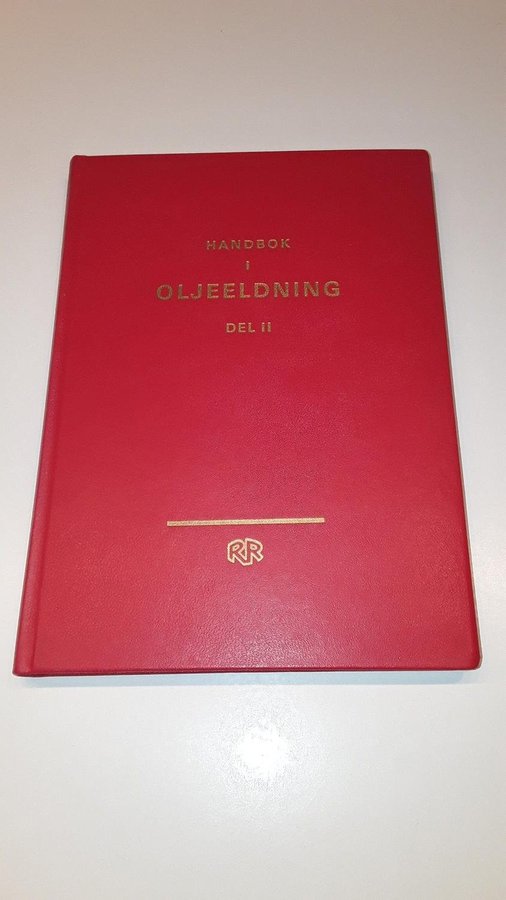 HANDBOK
I
OLJEELDNING
DEL II
RR